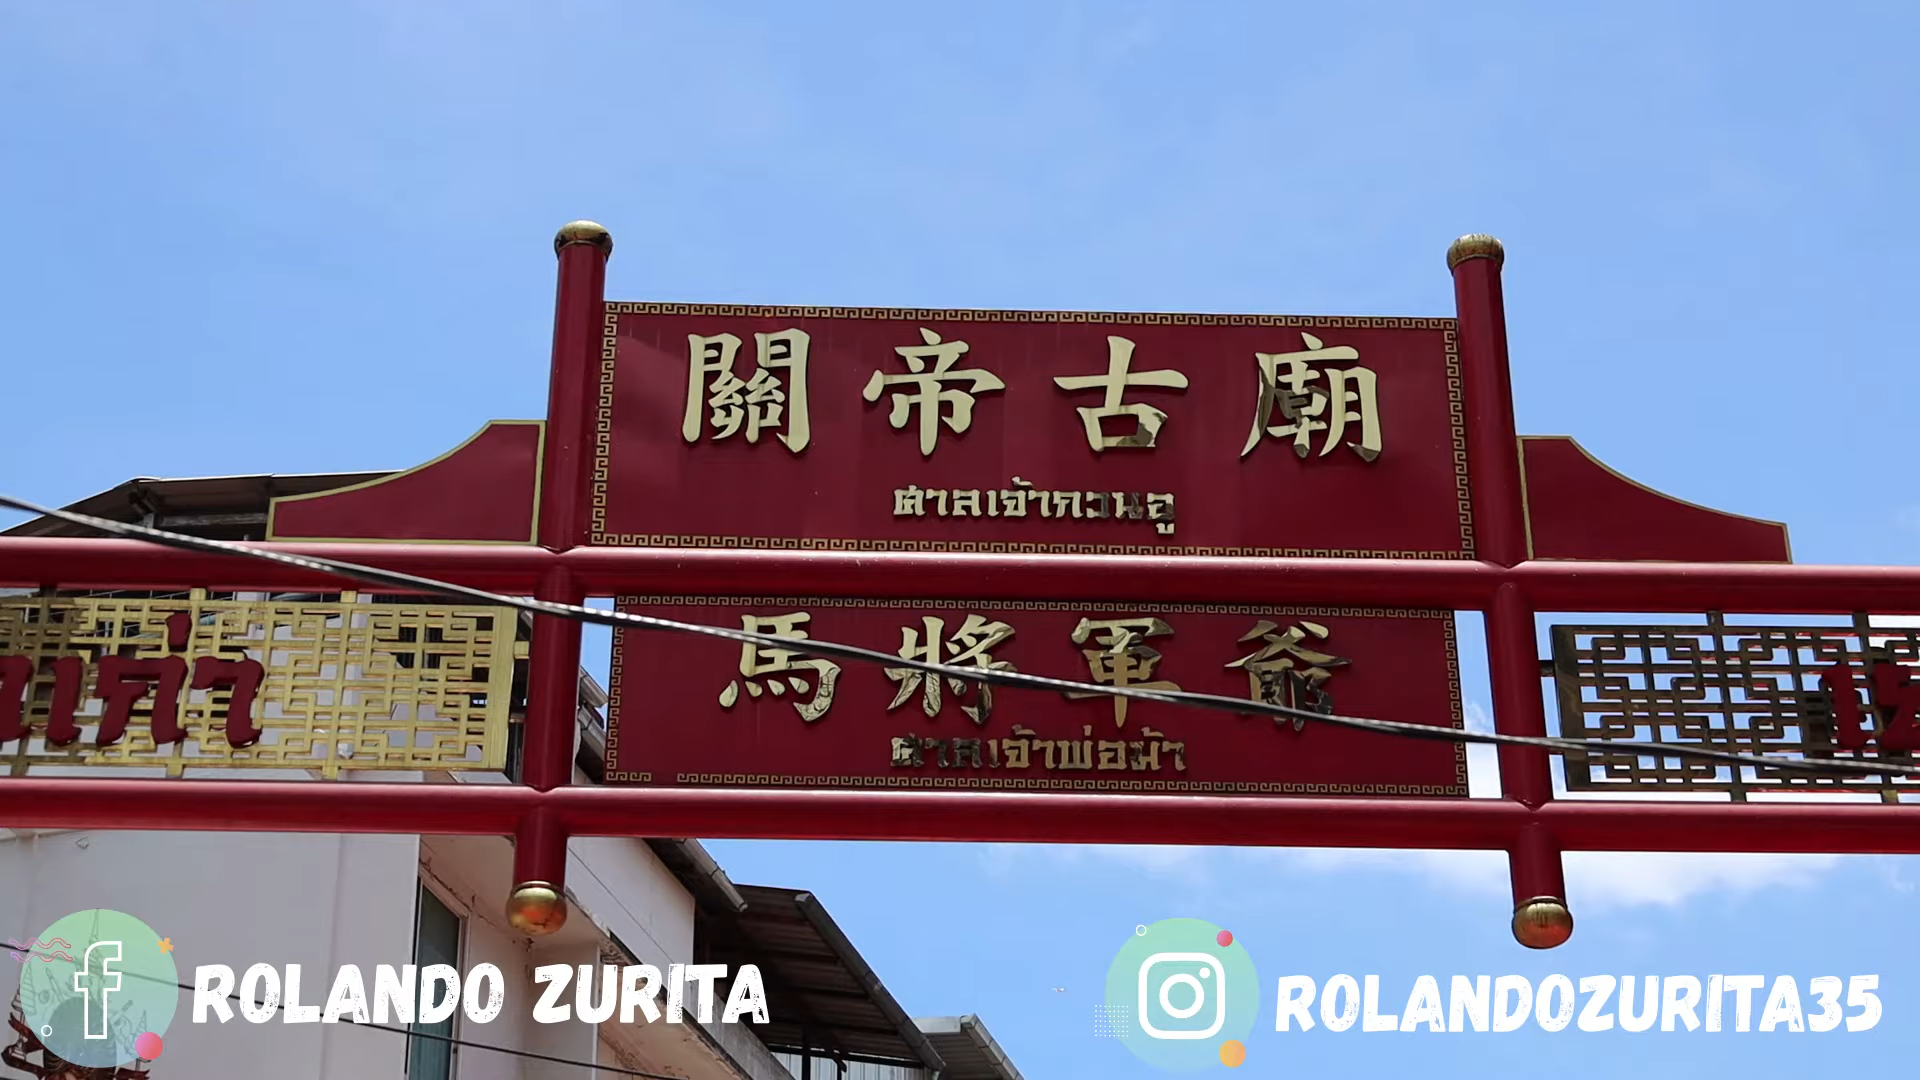 關帝古廟
ศาลเจ้ากวนอู
馬將軍爺
ศาลเจ้าพ่อม้า
ROLANDO ZURITA
ROLANDOZURITA35